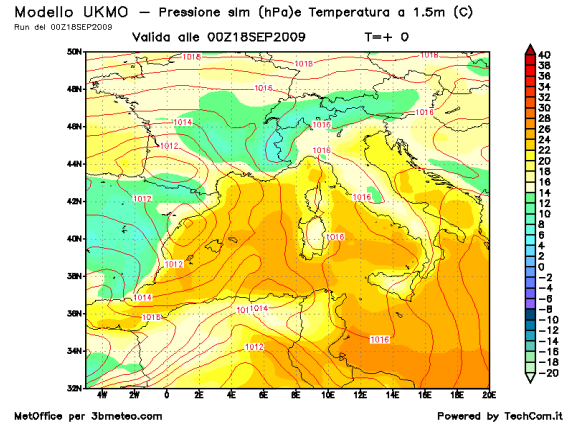 Modello UKMO – Pressione slm (hPa)e Temperatura a 1.5m (C)
Run del 00Z18SEP2009
Valida alle 00Z18SEP2009 T=+ 0
50N
48N
46N
44N
42N
40N
38N
36N
34N
32N
4W 2W 0 2E 4E 6E 8E 10E 12E 14E 16E 18E 20E
1018 1018
1016 1016
1014 1016 1016
1012 1016
1012 1016
1016
1012
1014
1018 1014
1012 1016
40
38
36
34
32
30
28
26
24
22
20
18
16
14
12
10
8
6
4
2
0
−2
−4
−6
−8
−10
−12
−14
−16
−18
−20
MetOffice per 3bmeteo.com Powered by TechCom.it